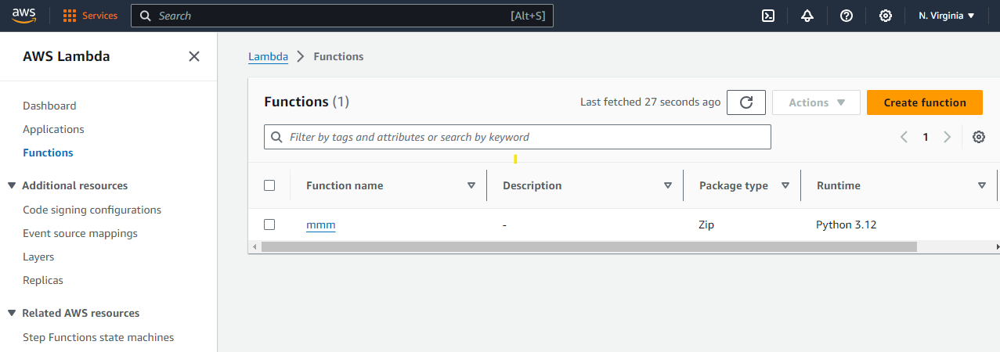 aws Services Search [Alt+S] N. Virginia
AWS Lambda
Dashboard
Applications
Functions
Additional resources
Code signing configurations
Event source mappings
Layers
Replicas
Related AWS resources
Step Functions state machines
Lambda Functions
Functions (1) Last fetched 27 seconds ago Actions Create function
Filter by tags and attributes or search by keyword 1
Function name Description Package type Runtime
mmm - Zip Python 3.12